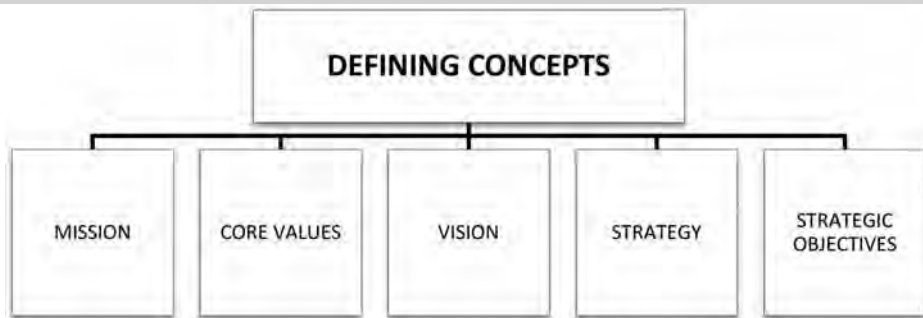 DEFINING CONCEPTS
MISSION
CORE VALUES
VISION
STRATEGY
STRATEGIC
OBJECTIVES